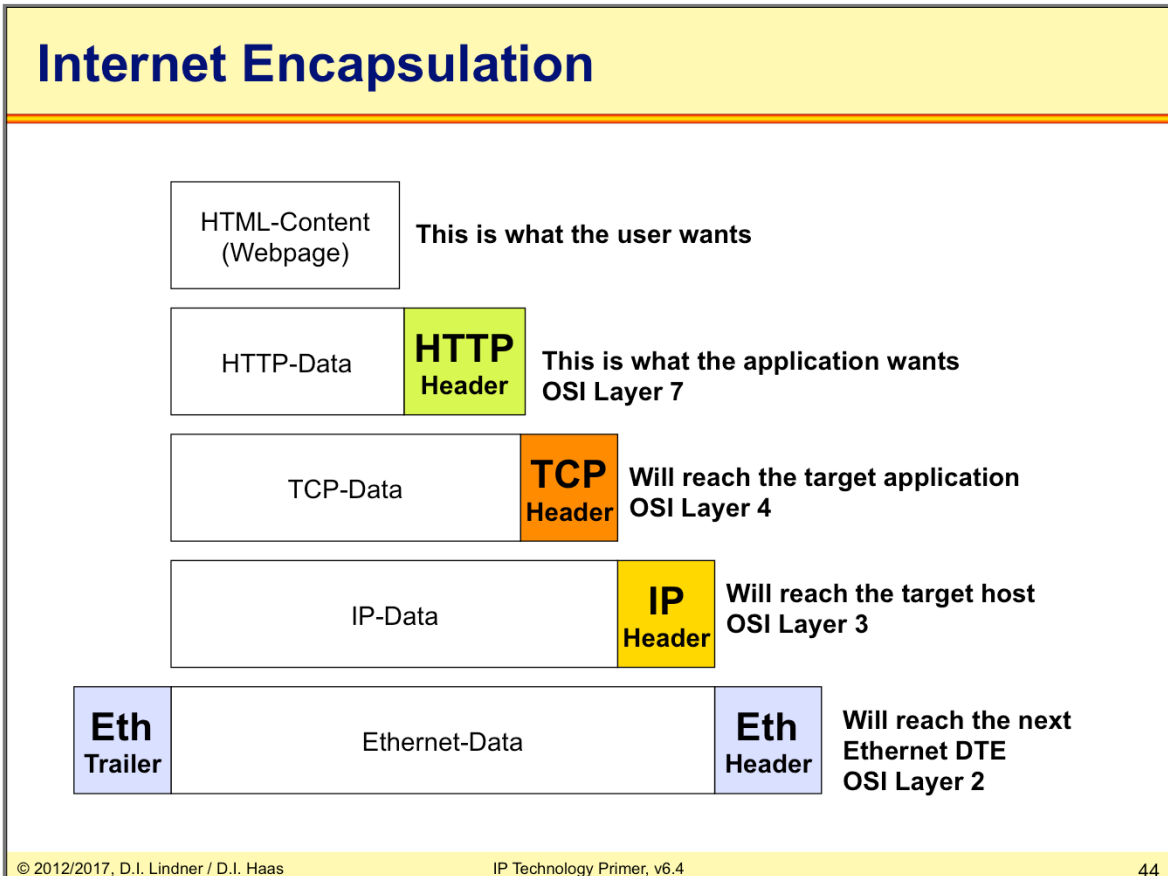 Internet Encapsulation
HTML-Content
(Webpage)
This is what the user wants
HTTP-Data
HTTP
Header
This is what the application wants
OSI Layer 7
TCP-Data
TCP
Header
Will reach the target application
OSI Layer 4
IP-Data
IP
Header
Will reach the target host
OSI Layer 3
Eth
Trailer
Ethernet-Data
Eth
Header
Will reach the next
Ethernet DTE
OSI Layer 2
© 2012/2017, D.I. Lindner / D.I. Haas
IP Technology Primer, v6.4
44